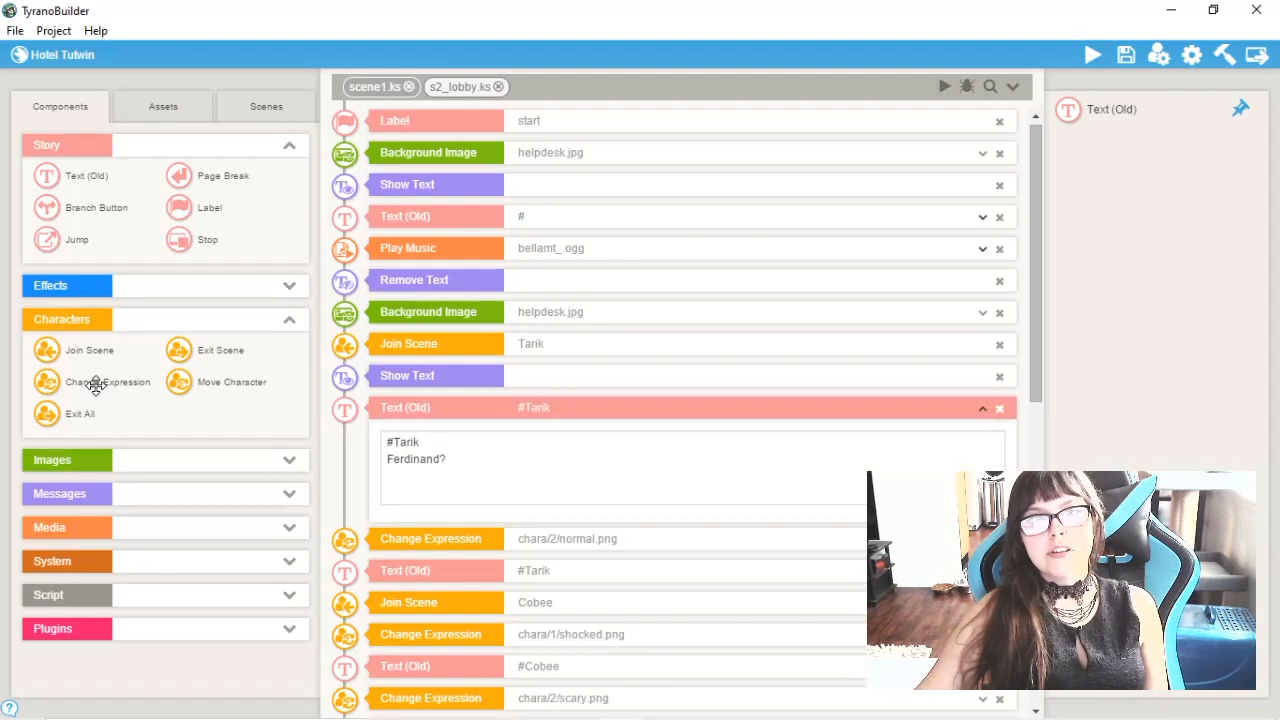 TyranoBuilder
File Project Help
Hotel Tutwin
scene1.ks s2_lobby.ks
Components Assets Scenes
Story
Text (Old) Page Break
Branch Button Label
Jump Stop
Effects
Characters
Join Scene Exit Scene
Change Expression Move Character
Exit All
Images
Messages
Media
System
Script
Plugins
Label start
Background Image helpdesk.jpg
Show Text
Text (Old) #
Play Music bellamt_ ogg
Remove Text
Background Image helpdesk.jpg
Join Scene Tarik
Show Text
Text (Old) #Tarik
#Tarik
Ferdinand?
Change Expression chara/2/normal.png
Text (Old) #Tarik
Join Scene Cobee
Change Expression chara/1/shocked.png
Text (Old) #Cobee
Change Expression chara/2/scary.png
Text (Old)